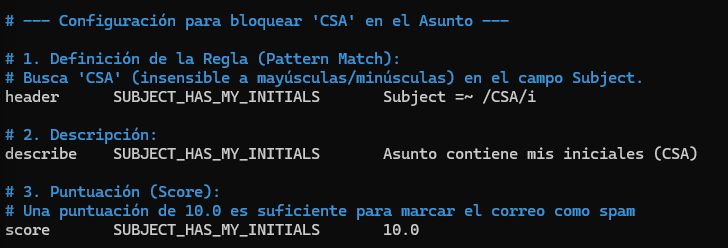 # --- Configuración para bloquear 'CSA' en el Asunto ---
# 1. Definición de la Regla (Pattern Match):
# Busca 'CSA' (insensible a mayúsculas/minúsculas) en el campo Subject.
header      SUBJECT_HAS_MY_INITIALS       Subject =~ /CSA/i
# 2. Descripción:
describe    SUBJECT_HAS_MY_INITIALS       Asunto contiene mis iniciales (CSA)
# 3. Puntuación (Score):
# Una puntuación de 10.0 es suficiente para marcar el correo como spam
score       SUBJECT_HAS_MY_INITIALS       10.0